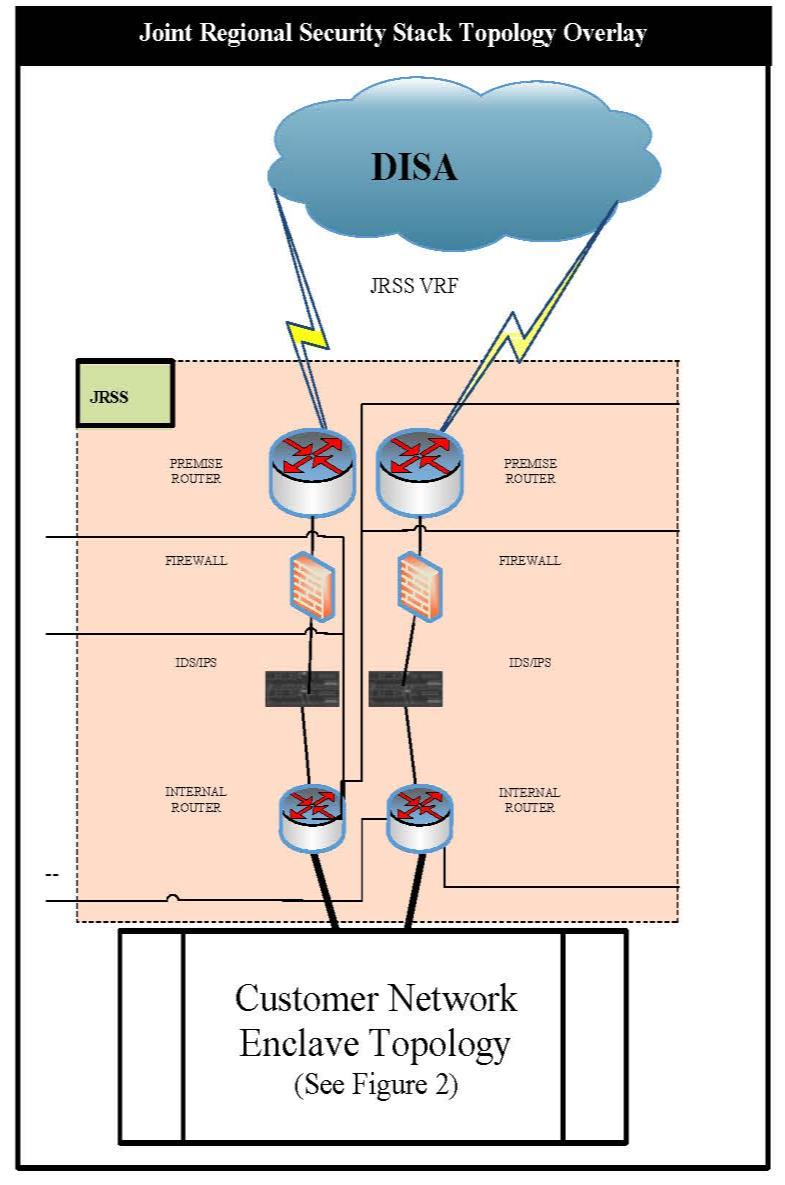 Joint Regional Security Stack Topology Overlay
DISA
JRSS VRF
JRSS
PREMISE
ROUTER
PREMISE
ROUTER
FIREWALL
FIREWALL
IDS/IPS
IDS/IPS
INTERNAL
ROUTER
INTERNAL
ROUTER
--
Customer Network
Enclave Topology
(See Figure 2)